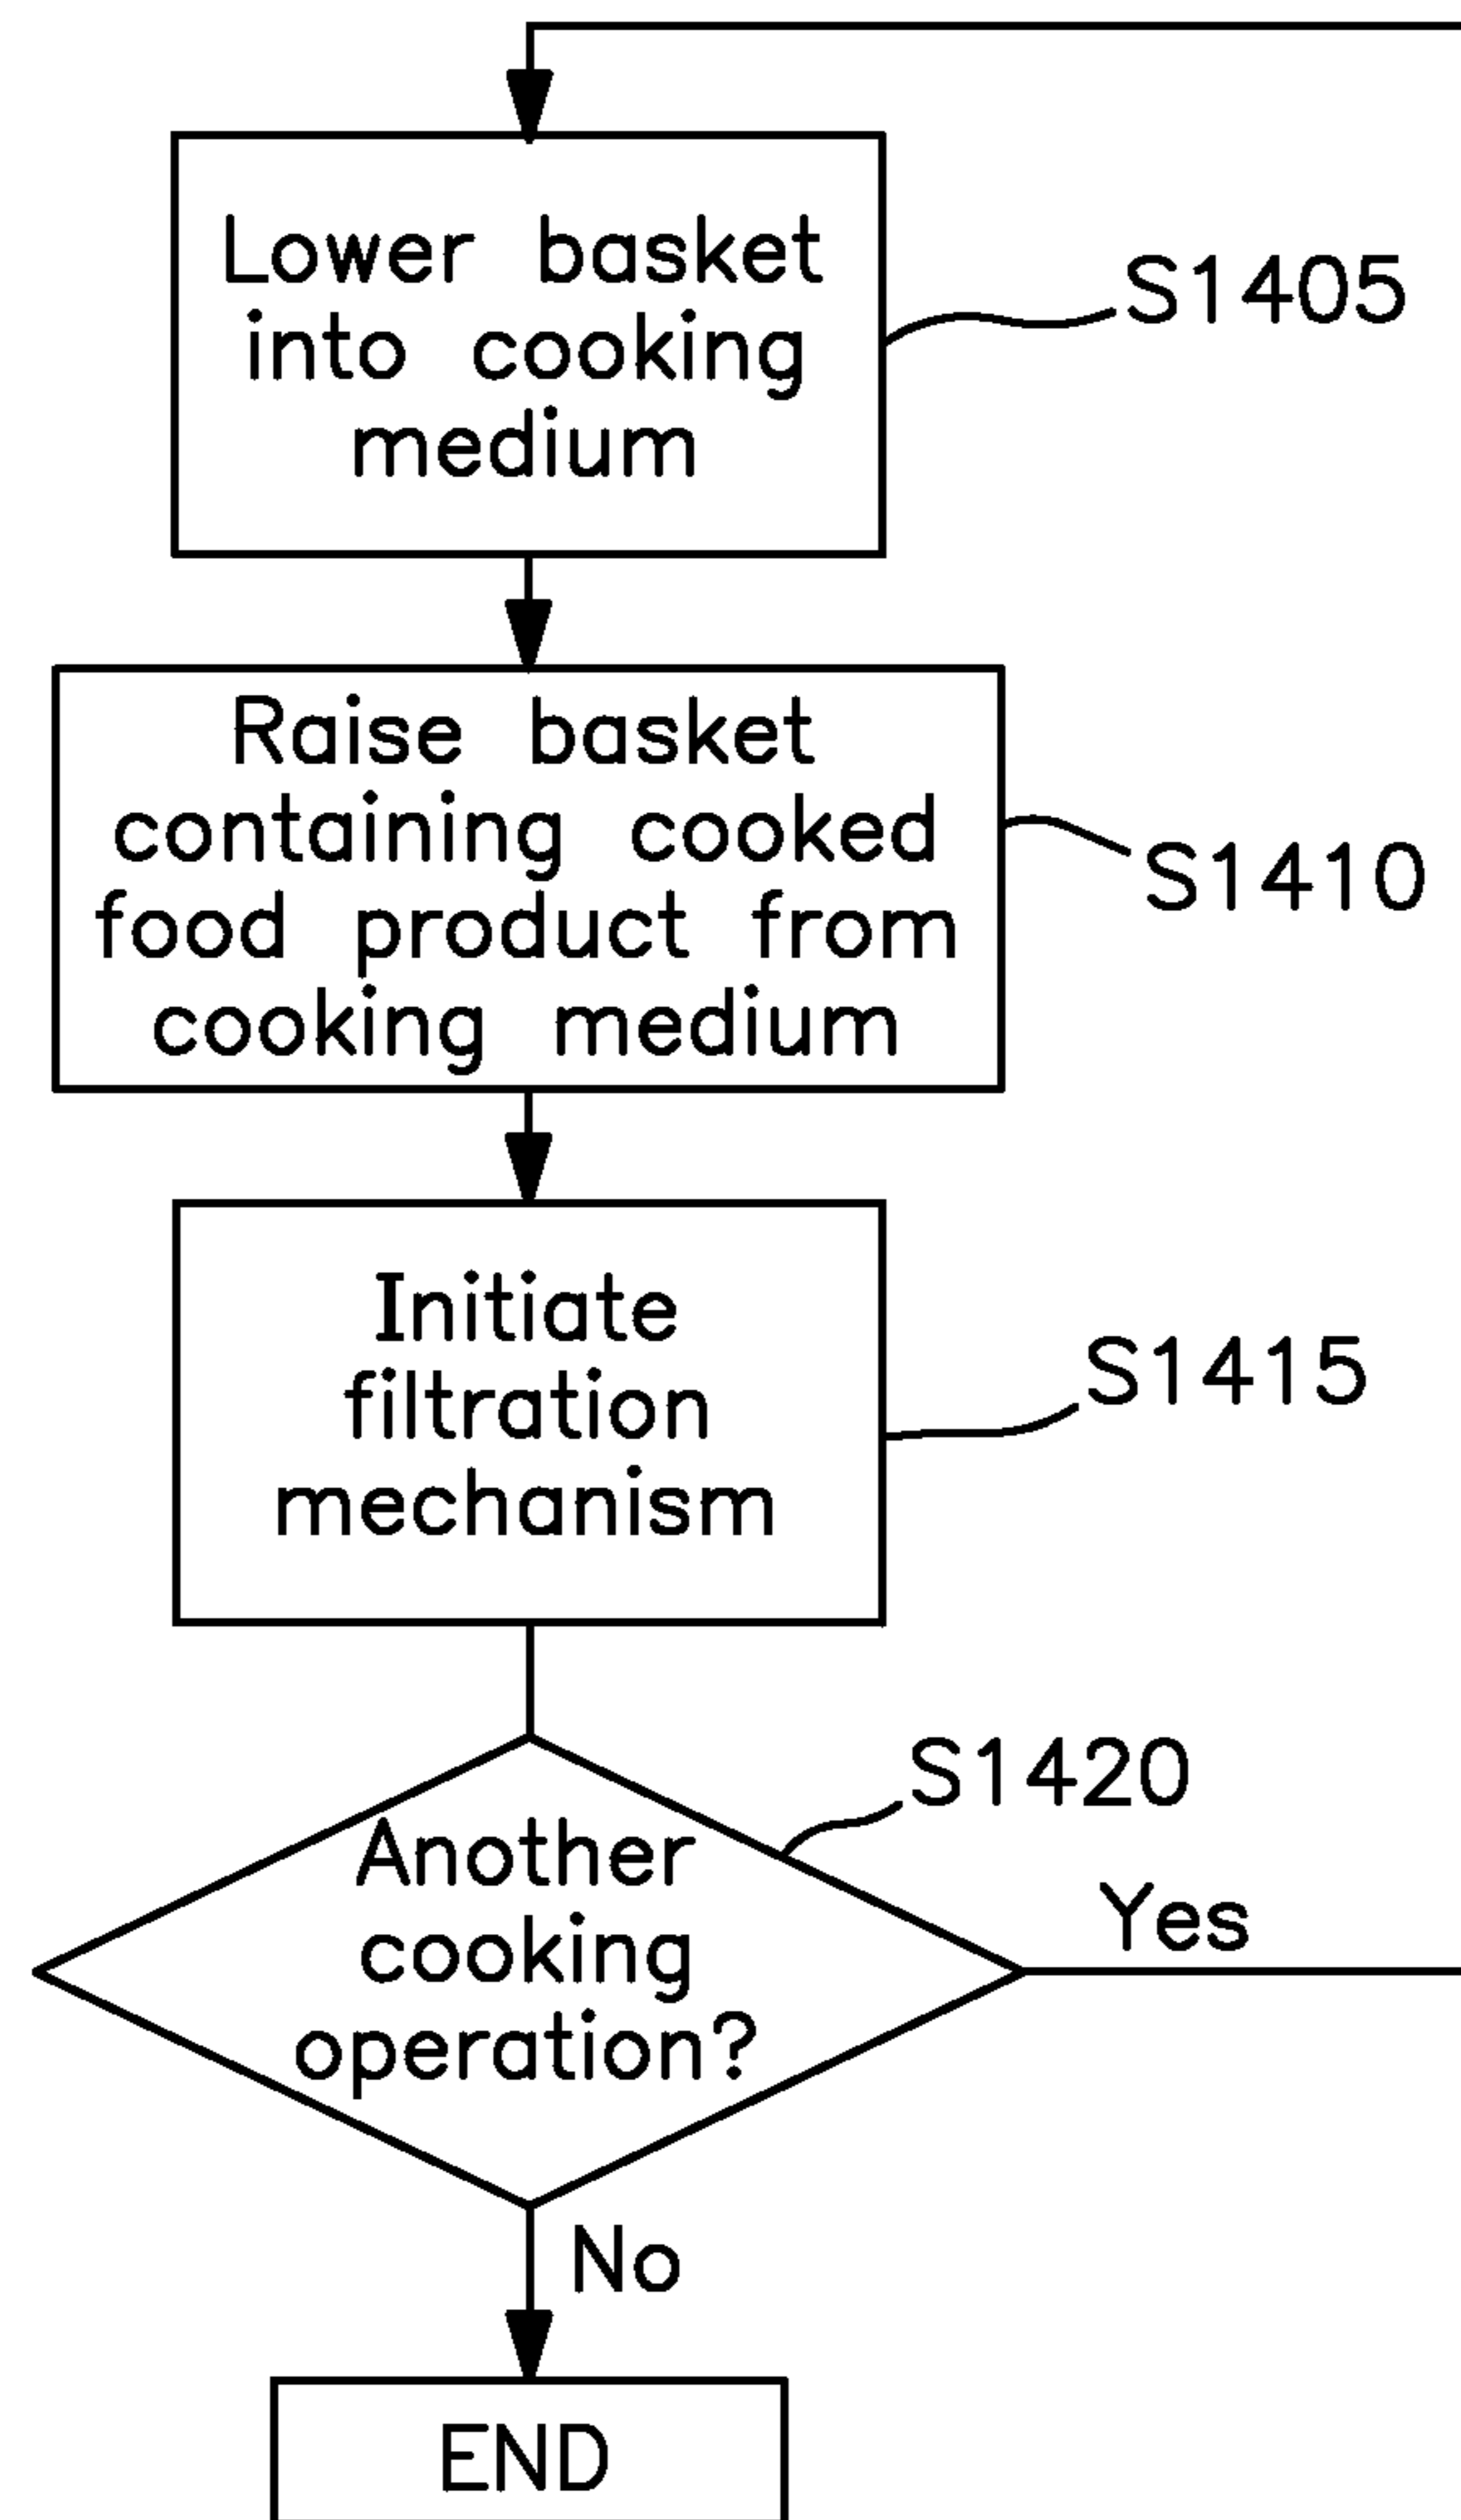 Lower basket
into cooking
medium
S1405
Raise basket
containing cooked
food product from
cooking medium
S1410
Initiate
filtration
mechanism
S1415
S1420
Another
cooking
operation?
Yes
No
END